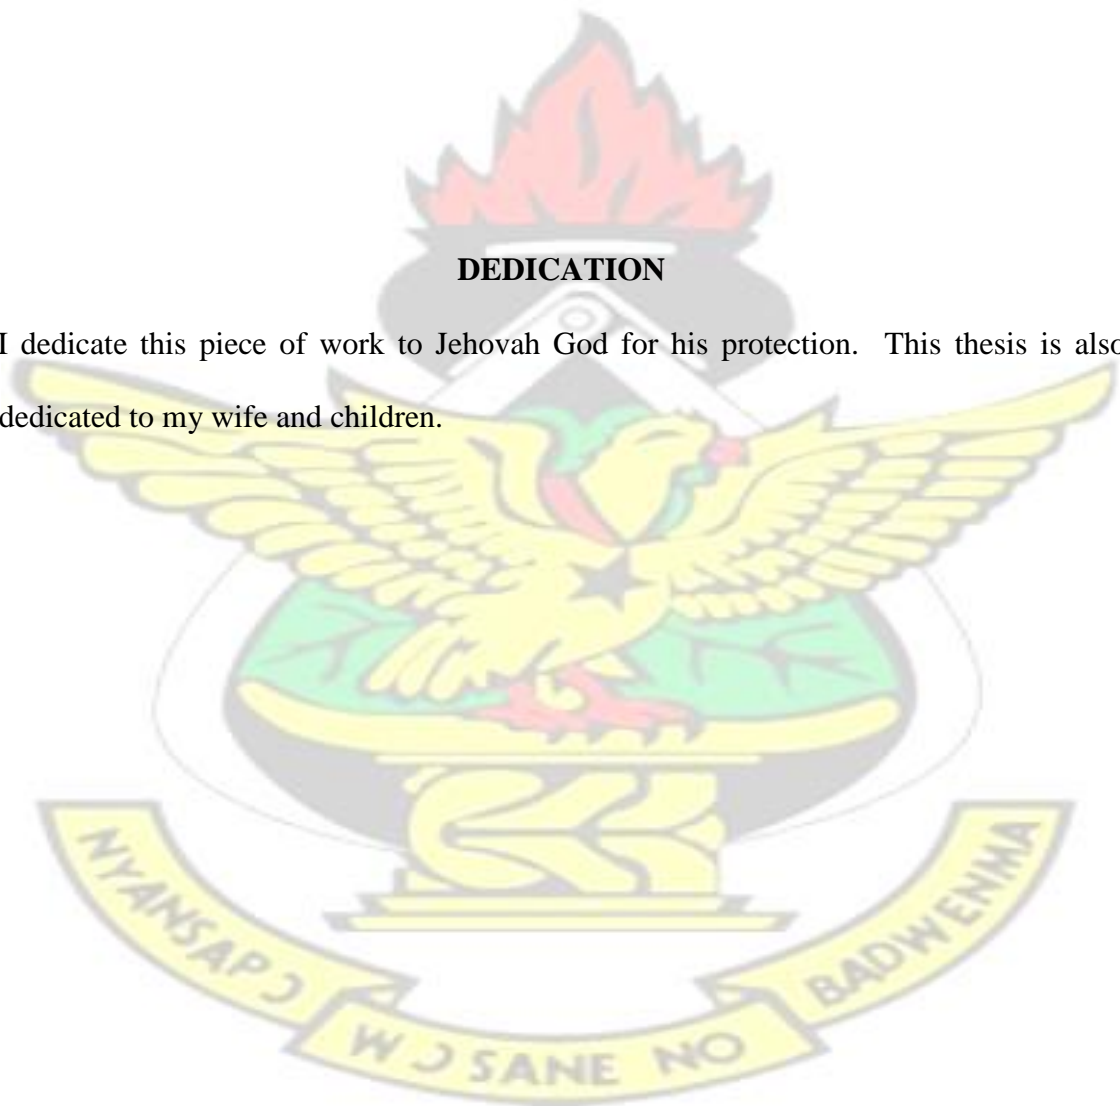 DEDICATION
I dedicate this piece of work to Jehovah God for his protection. This thesis is also
dedicated to my wife and children.
NYANSAPƆ
WƆSANE NO
BADWENMA